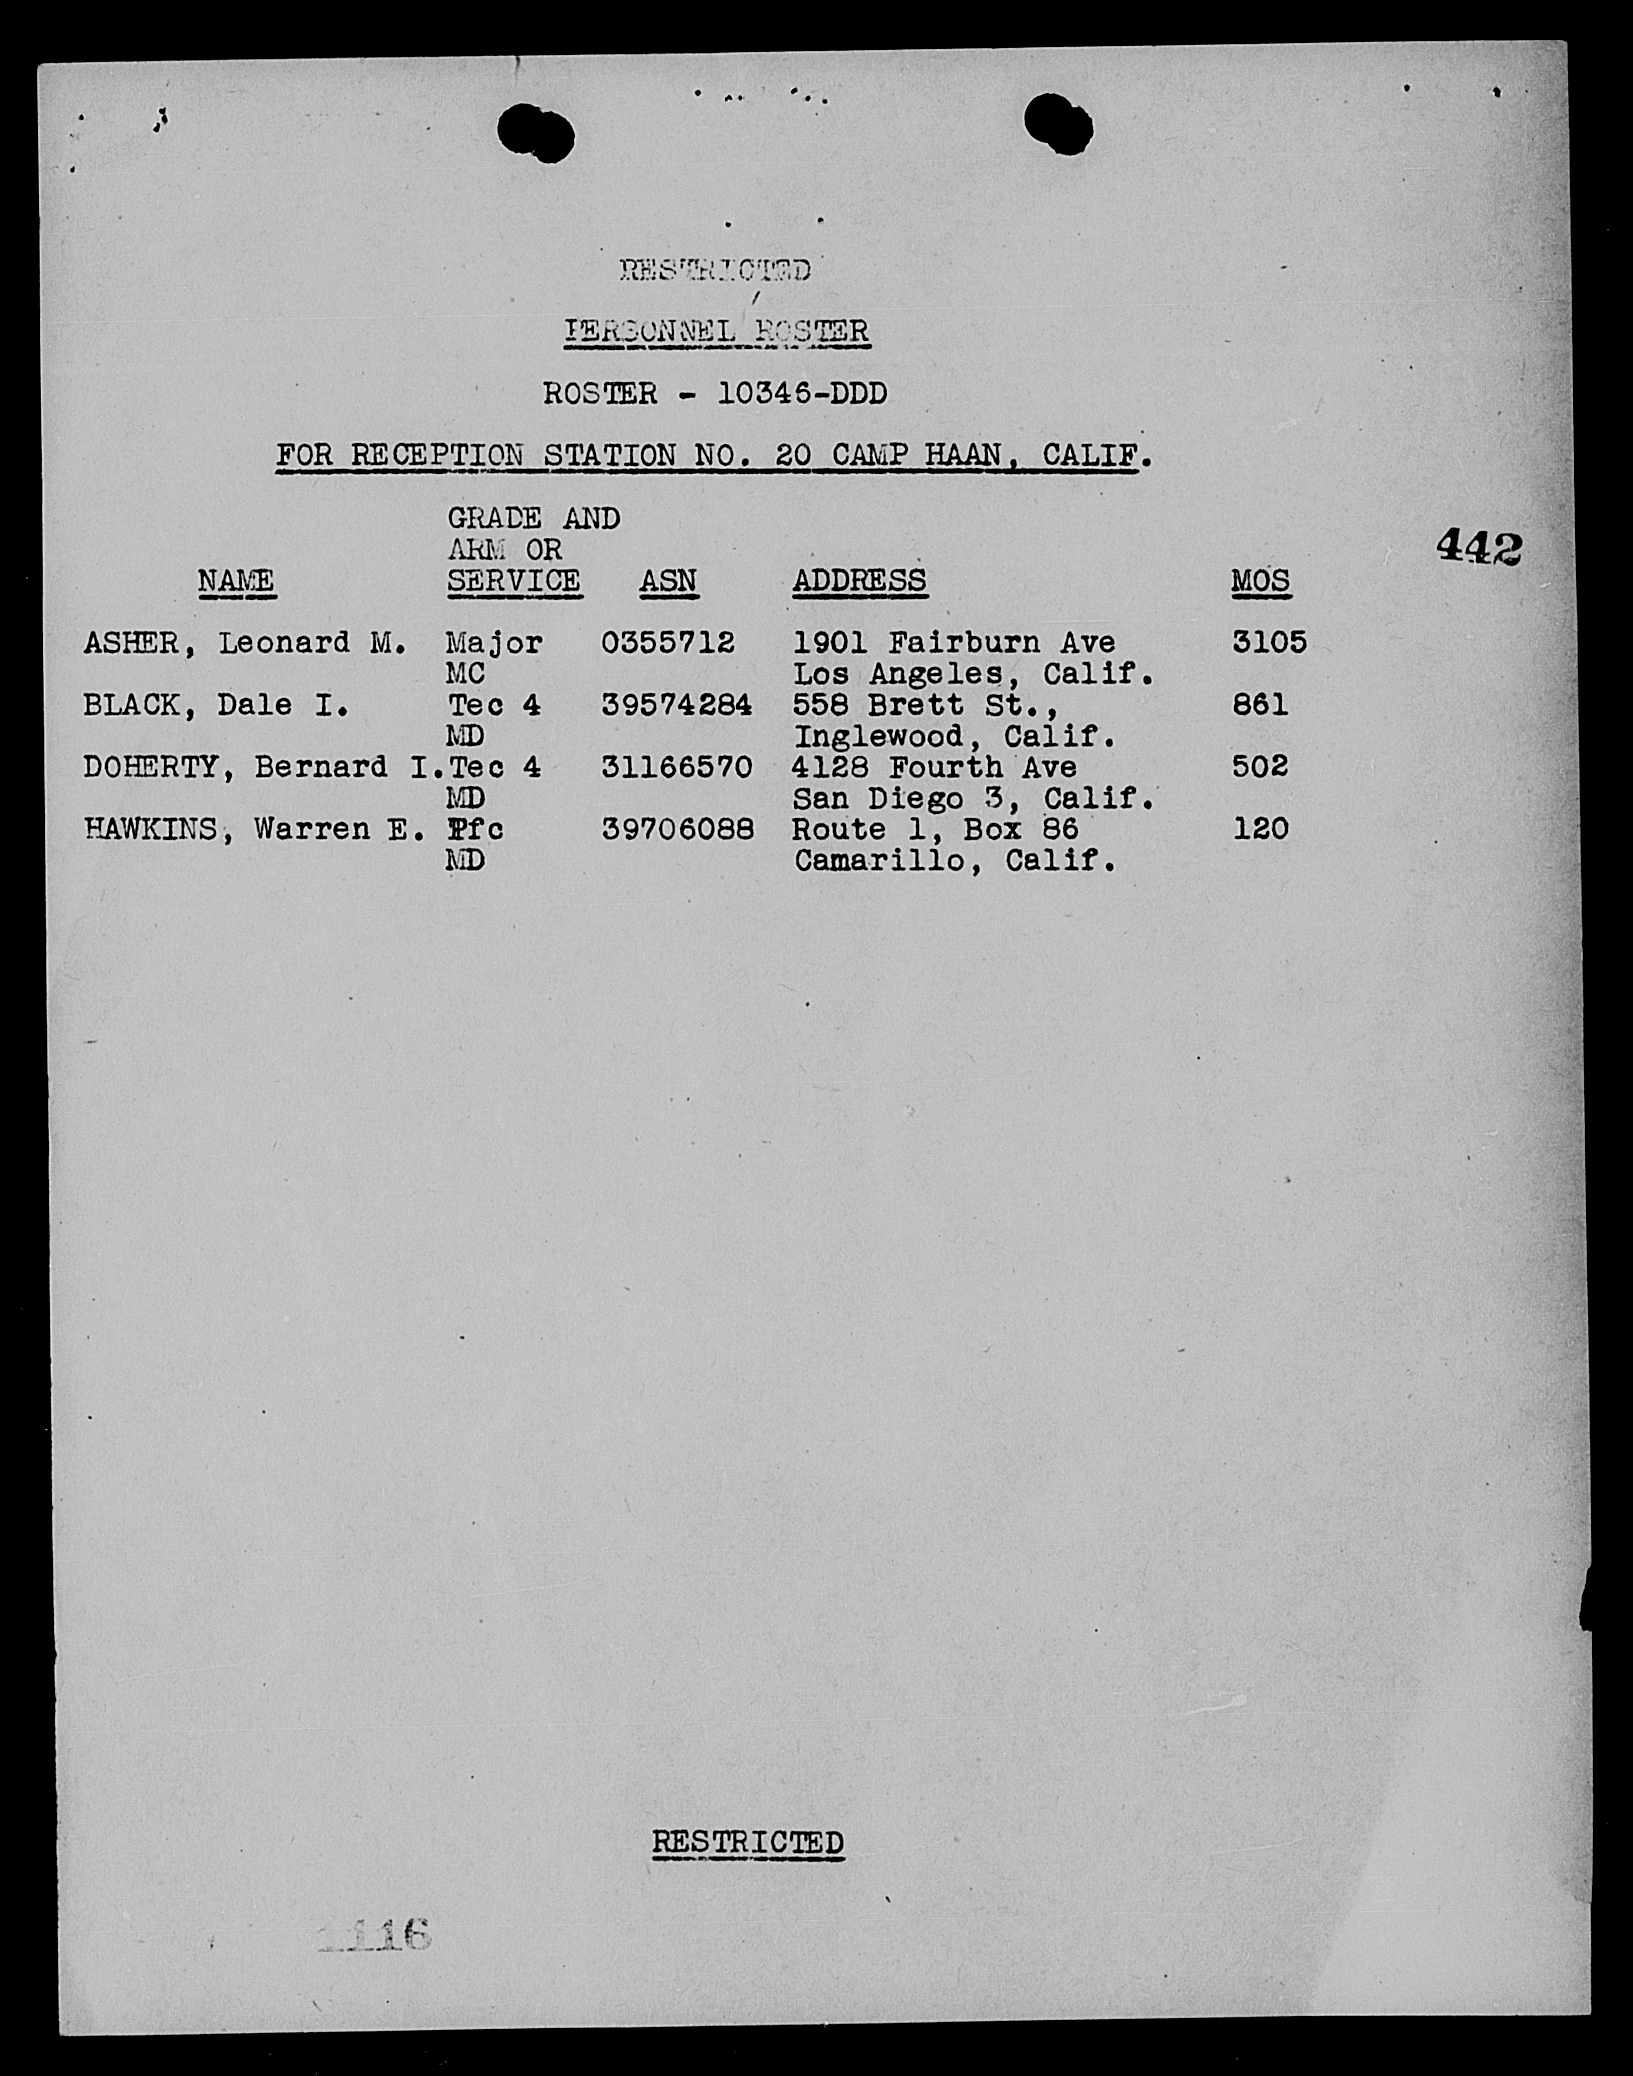 RESTRICTED
PERSONNEL ROSTER
ROSTER - 10346-DDD
FOR RECEPTION STATION NO. 20 CAMP HAAN, CALIF.
GRADE AND
ARM OR
NAME SERVICE ASN ADDRESS MOS
442
ASHER, Leonard M. Major 0355712 1901 Fairburn Ave 3105
MC Los Angeles, Calif.
BLACK, Dale I. Tec 4 39574284 558 Brett St., 861
MD Inglewood, Calif.
DOHERTY, Bernard I. Tec 4 31166570 4128 Fourth Ave 502
MD San Diego 3, Calif.
HAWKINS, Warren E. Pfc 39706088 Route 1, Box 86 120
MD Camarillo, Calif.
RESTRICTED
1116